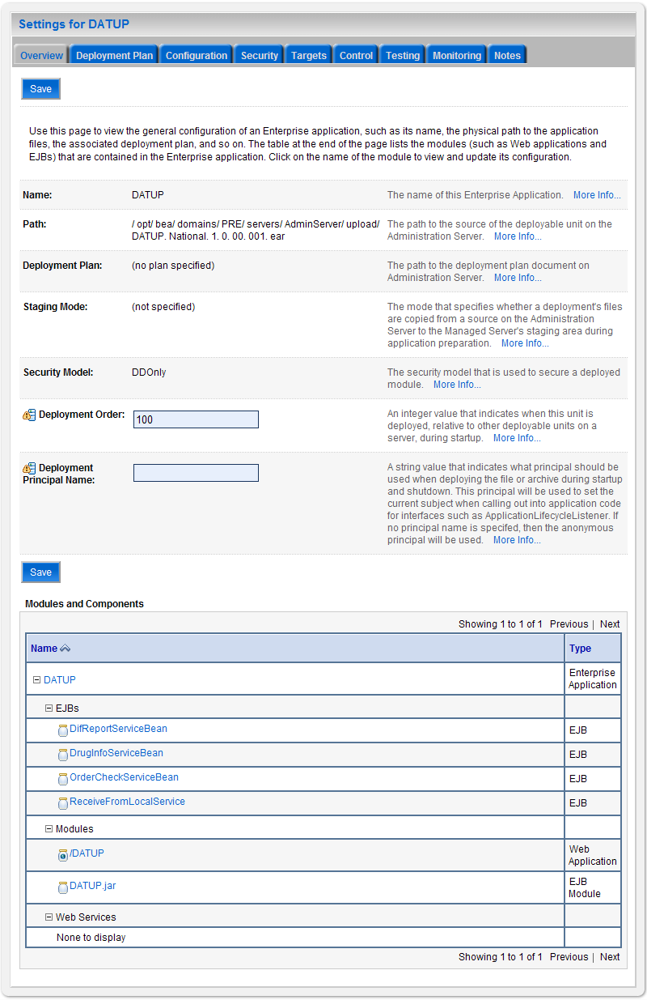 Settings for DATUP
Overview Deployment Plan Configuration Security Targets Control Testing Monitoring Notes
Save
Use this page to view the general configuration of an Enterprise application, such as its name, the physical path to the application
files, the associated deployment plan, and so on. The table at the end of the page lists the modules (such as Web applications and
EJBs) that are contained in the Enterprise application. Click on the name of the module to view and update its configuration.
Name: DATUP The name of this Enterprise Application. More Info...
Path: / opt/ bea/ domains/ PRE/ servers/ AdminServer/ upload/ The path to the source of the deployable unit on the
DATUP. National. 1. 0. 00. 001. ear Administration Server. More Info...
Deployment Plan: (no plan specified) The path to the deployment plan document on
Administration Server. More Info...
Staging Mode: (not specified) The mode that specifies whether a deployment's files
are copied from a source on the Administration
Server to the Managed Server's staging area during
application preparation. More Info...
Security Model: DDOnly The security model that is used to secure a deployed
module. More Info...
Deployment Order: 100 An integer value that indicates when this unit is
deployed, relative to other deployable units on a
server, during startup. More Info...
Deployment A string value that indicates what principal should be
Principal Name: used when deploying the file or archive during startup
and shutdown. This principal will be used to set the
current subject when calling out into application code
for interfaces such as ApplicationLifecycleListener. If
no principal name is specifed, then the anonymous
principal will be used. More Info...
Save
Modules and Components
Showing 1 to 1 of 1 Previous | Next
Name Type
DATUP Enterprise
Application
EJBs
DifReportServiceBean EJB
DrugInfoServiceBean EJB
OrderCheckServiceBean EJB
ReceiveFromLocalService EJB
Modules
/DATUP Web
Application
DATUP.jar EJB
Module
Web Services
None to display
Showing 1 to 1 of 1 Previous | Next